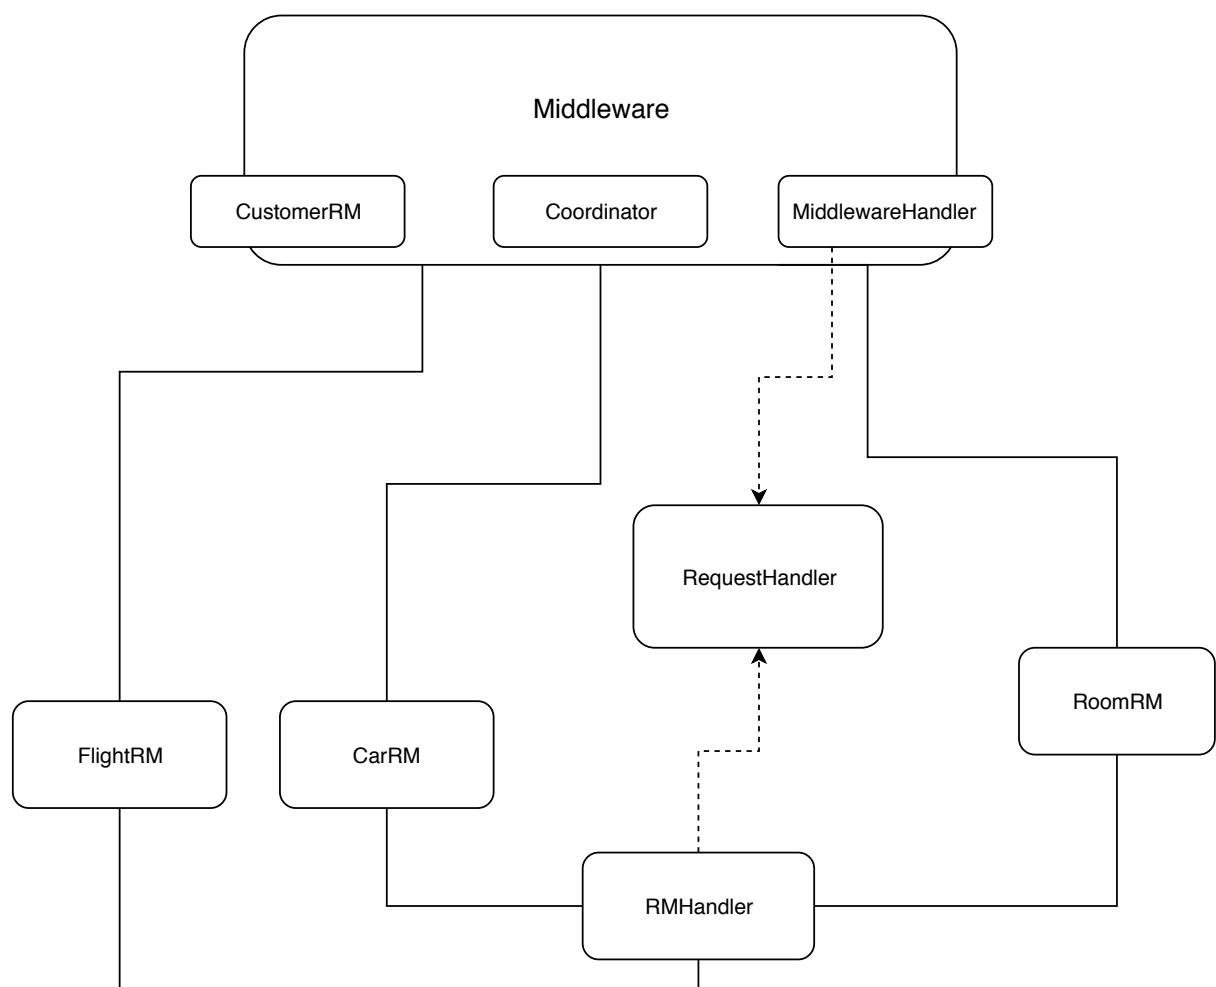 Middleware
CustomerRM
Coordinator
MiddlewareHandler
RequestHandler
RoomRM
FlightRM
CarRM
RMHandler